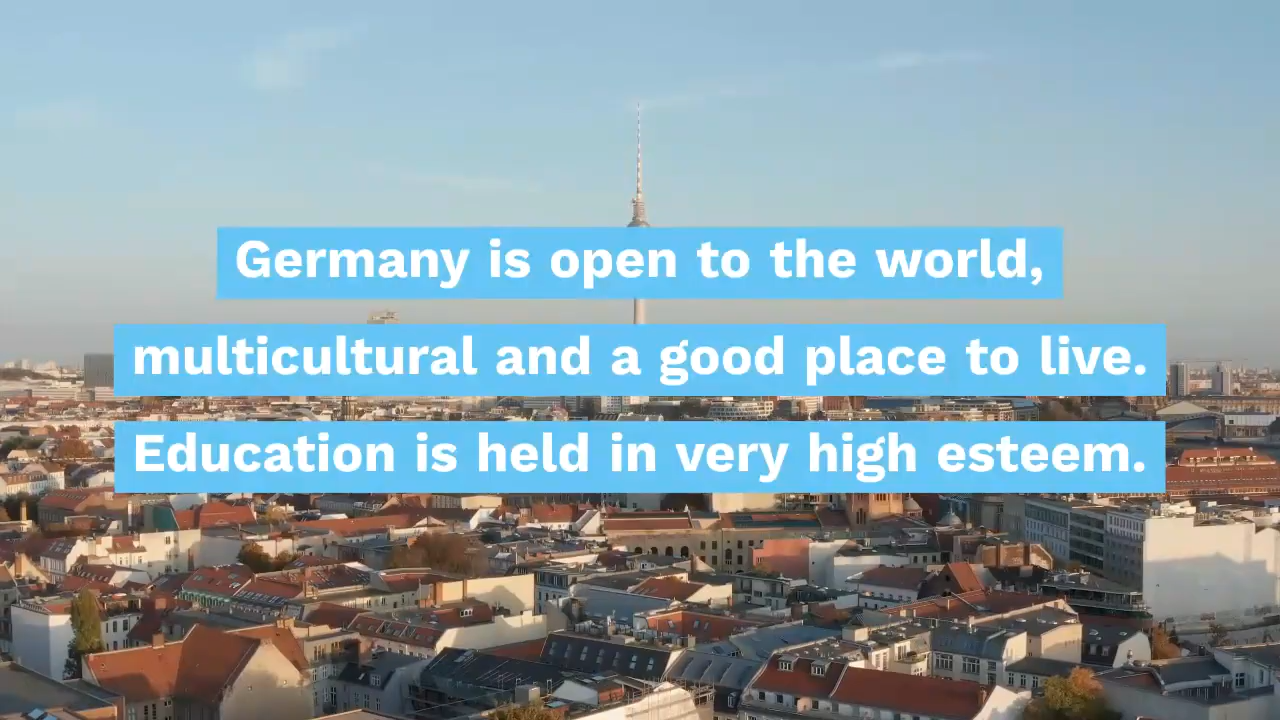 Germany is open to the world,
multicultural and a good place to live.
Education is held in very high esteem.